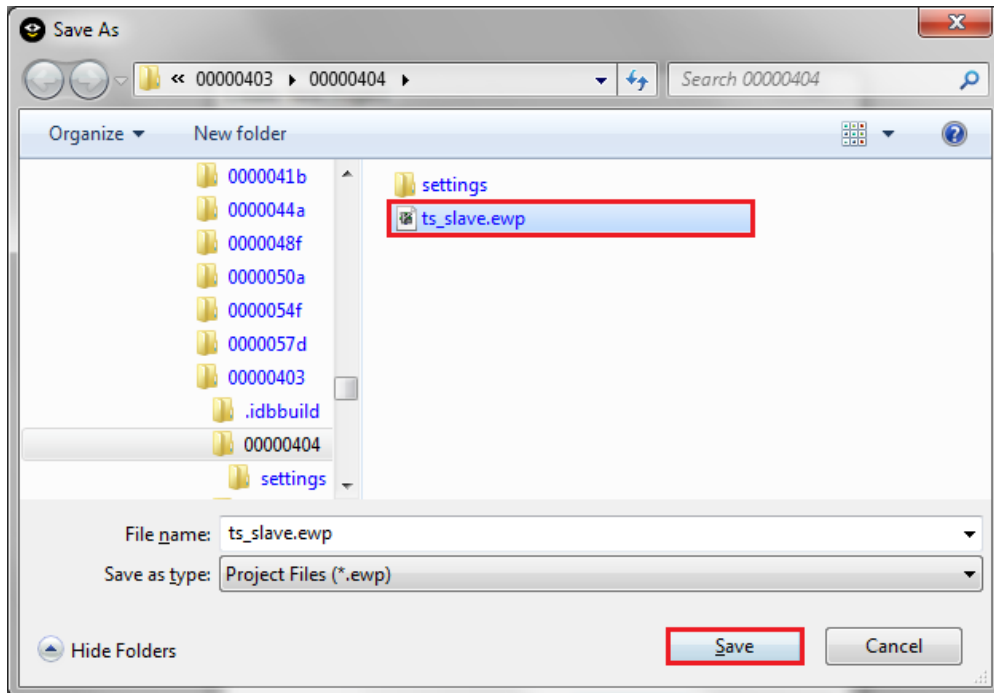 Save As
« 00000403 ▸ 00000404 ▸
Search 00000404
Organize
New folder
0000041b
0000044a
0000048f
0000050a
0000054f
0000057d
00000403
.idbbuild
00000404
settings
settings
ts_slave.ewp
File name: ts_slave.ewp
Save as type: Project Files (*.ewp)
Hide Folders
Save
Cancel